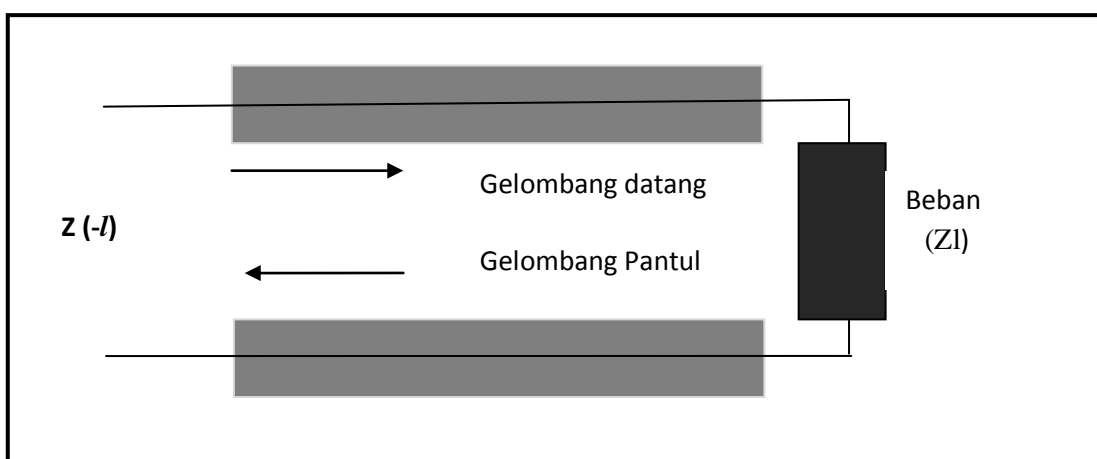 Gelombang datang
Z (-l)
Beban
(Zl)
Gelombang Pantul